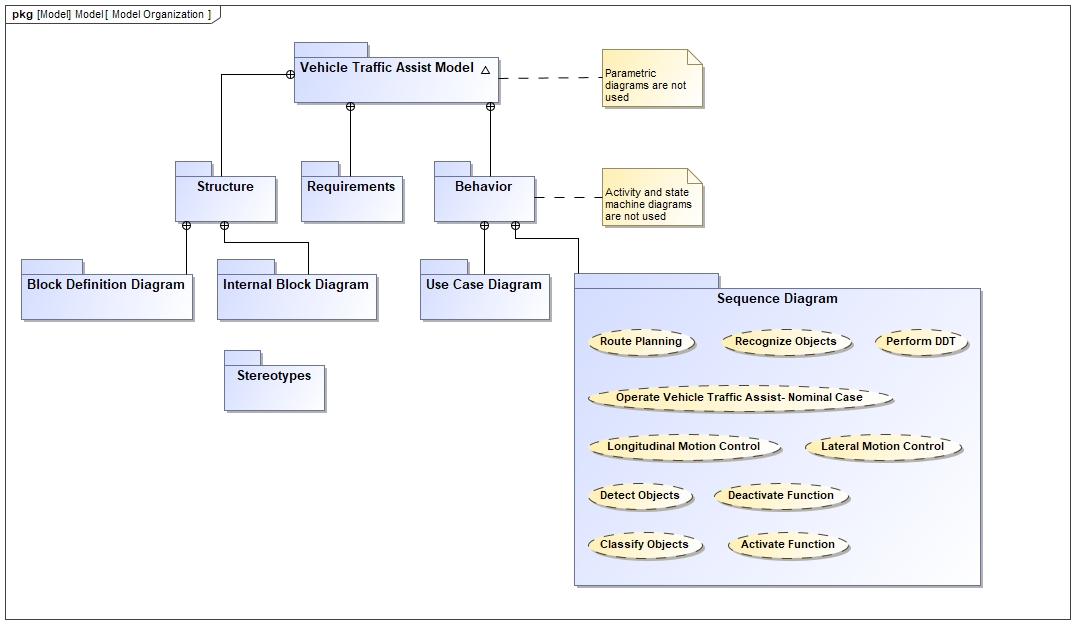 pkg [Model] Model [ Model Organization ]
Vehicle Traffic Assist Model
Parametric
diagrams are not
used
Structure
Requirements
Behavior
Activity and state
machine diagrams
are not used
Block Definition Diagram
Internal Block Diagram
Use Case Diagram
Sequence Diagram
Route Planning
Recognize Objects
Perform DDT
Stereotypes
Operate Vehicle Traffic Assist- Nominal Case
Longitudinal Motion Control
Lateral Motion Control
Detect Objects
Deactivate Function
Classify Objects
Activate Function